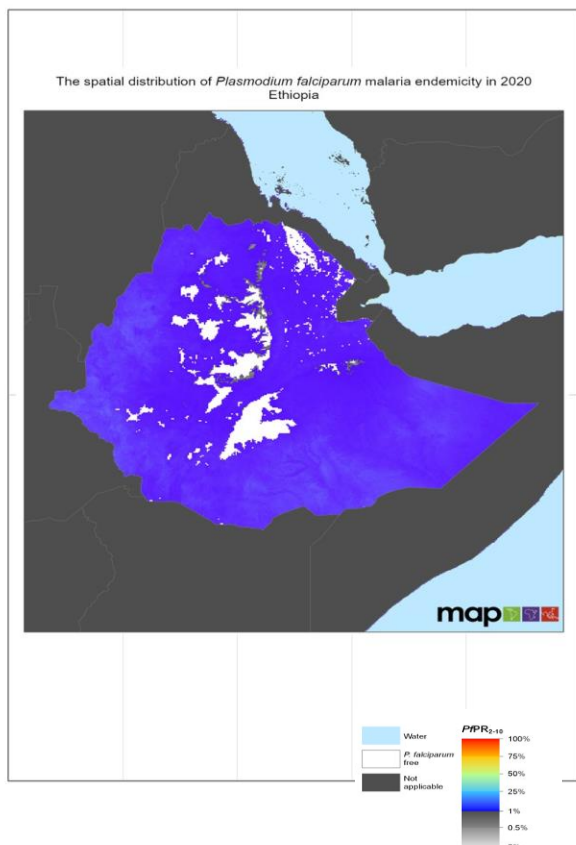 The spatial distribution of Plasmodium falciparum malaria endemicity in 2020
Ethiopia
map
Water
P. falciparum
free
Not
applicable
PfPR2-10
100%
75%
50%
25%
1%
0.5%